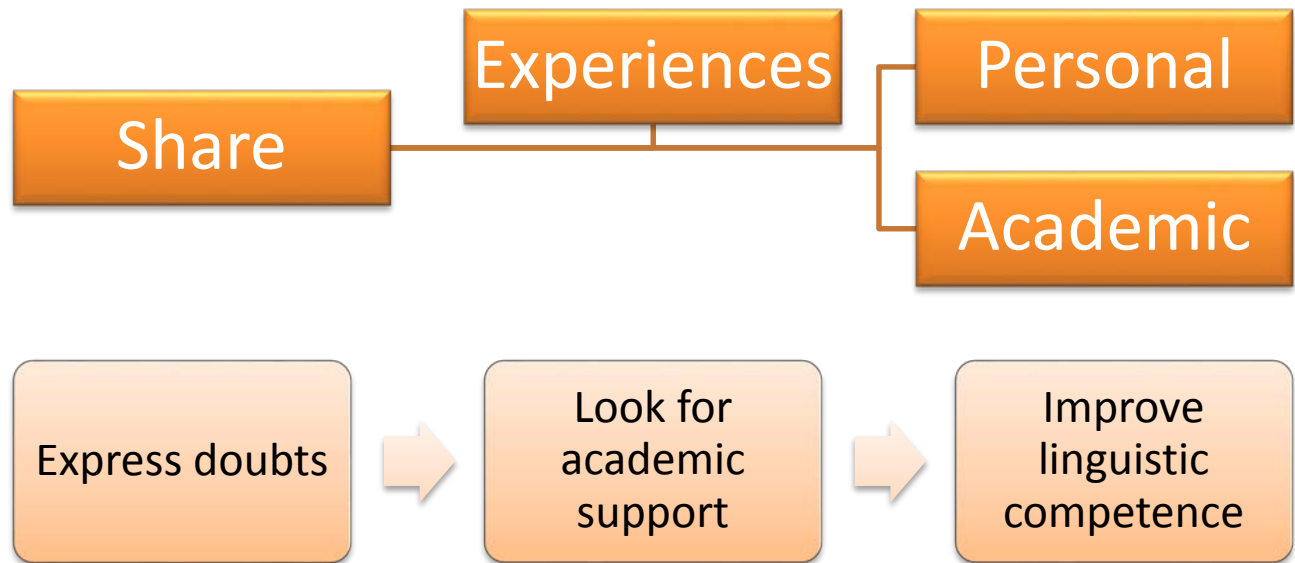 Experiences
Personal
Share
Academic
Express doubts
Look for
academic
support
Improve
linguistic
competence